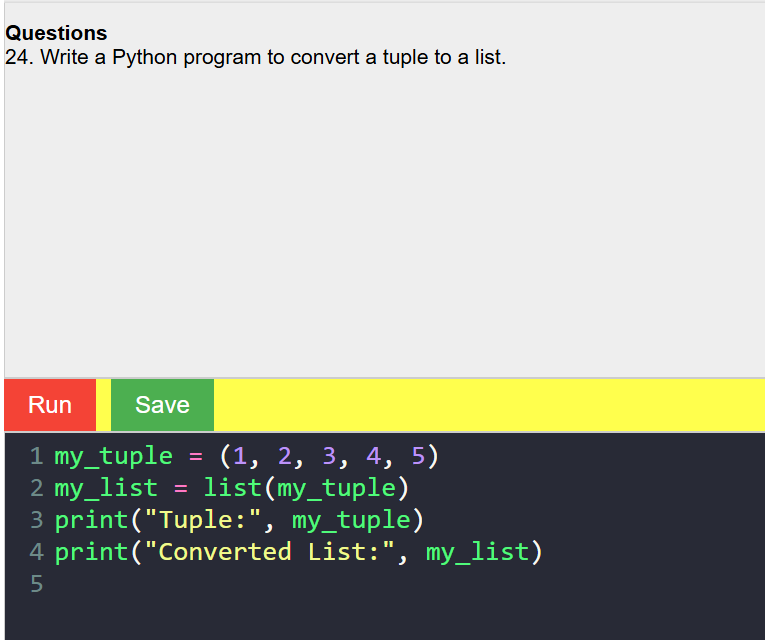 Questions
24. Write a Python program to convert a tuple to a list.
Run Save
1 my_tuple = (1, 2, 3, 4, 5)
2 my_list = list(my_tuple)
3 print("Tuple:", my_tuple)
4 print("Converted List:", my_list)
5